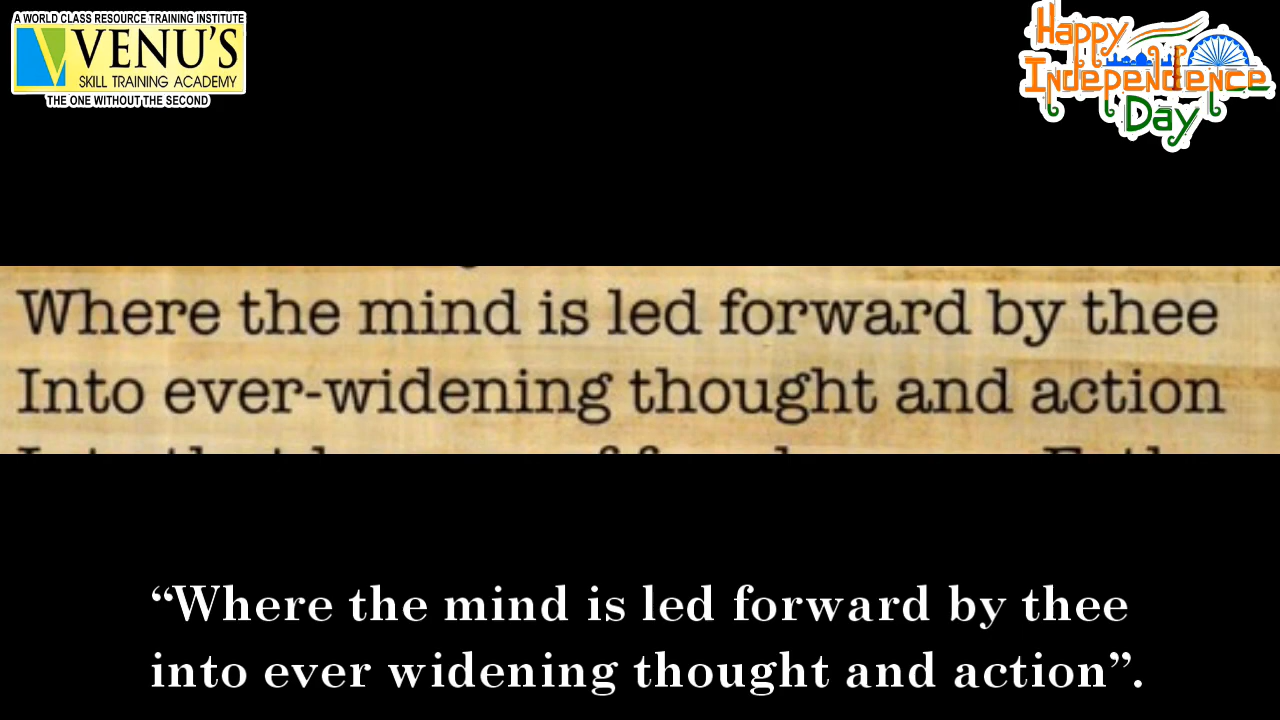 A WORLD CLASS RESOURCE TRAINING INSTITUTE
VENU'S
SKILL TRAINING ACADEMY
THE ONE WITHOUT THE SECOND
Happy
Independence
Day
Where the mind is led forward by thee
Into ever-widening thought and action
“Where the mind is led forward by thee
into ever widening thought and action”.